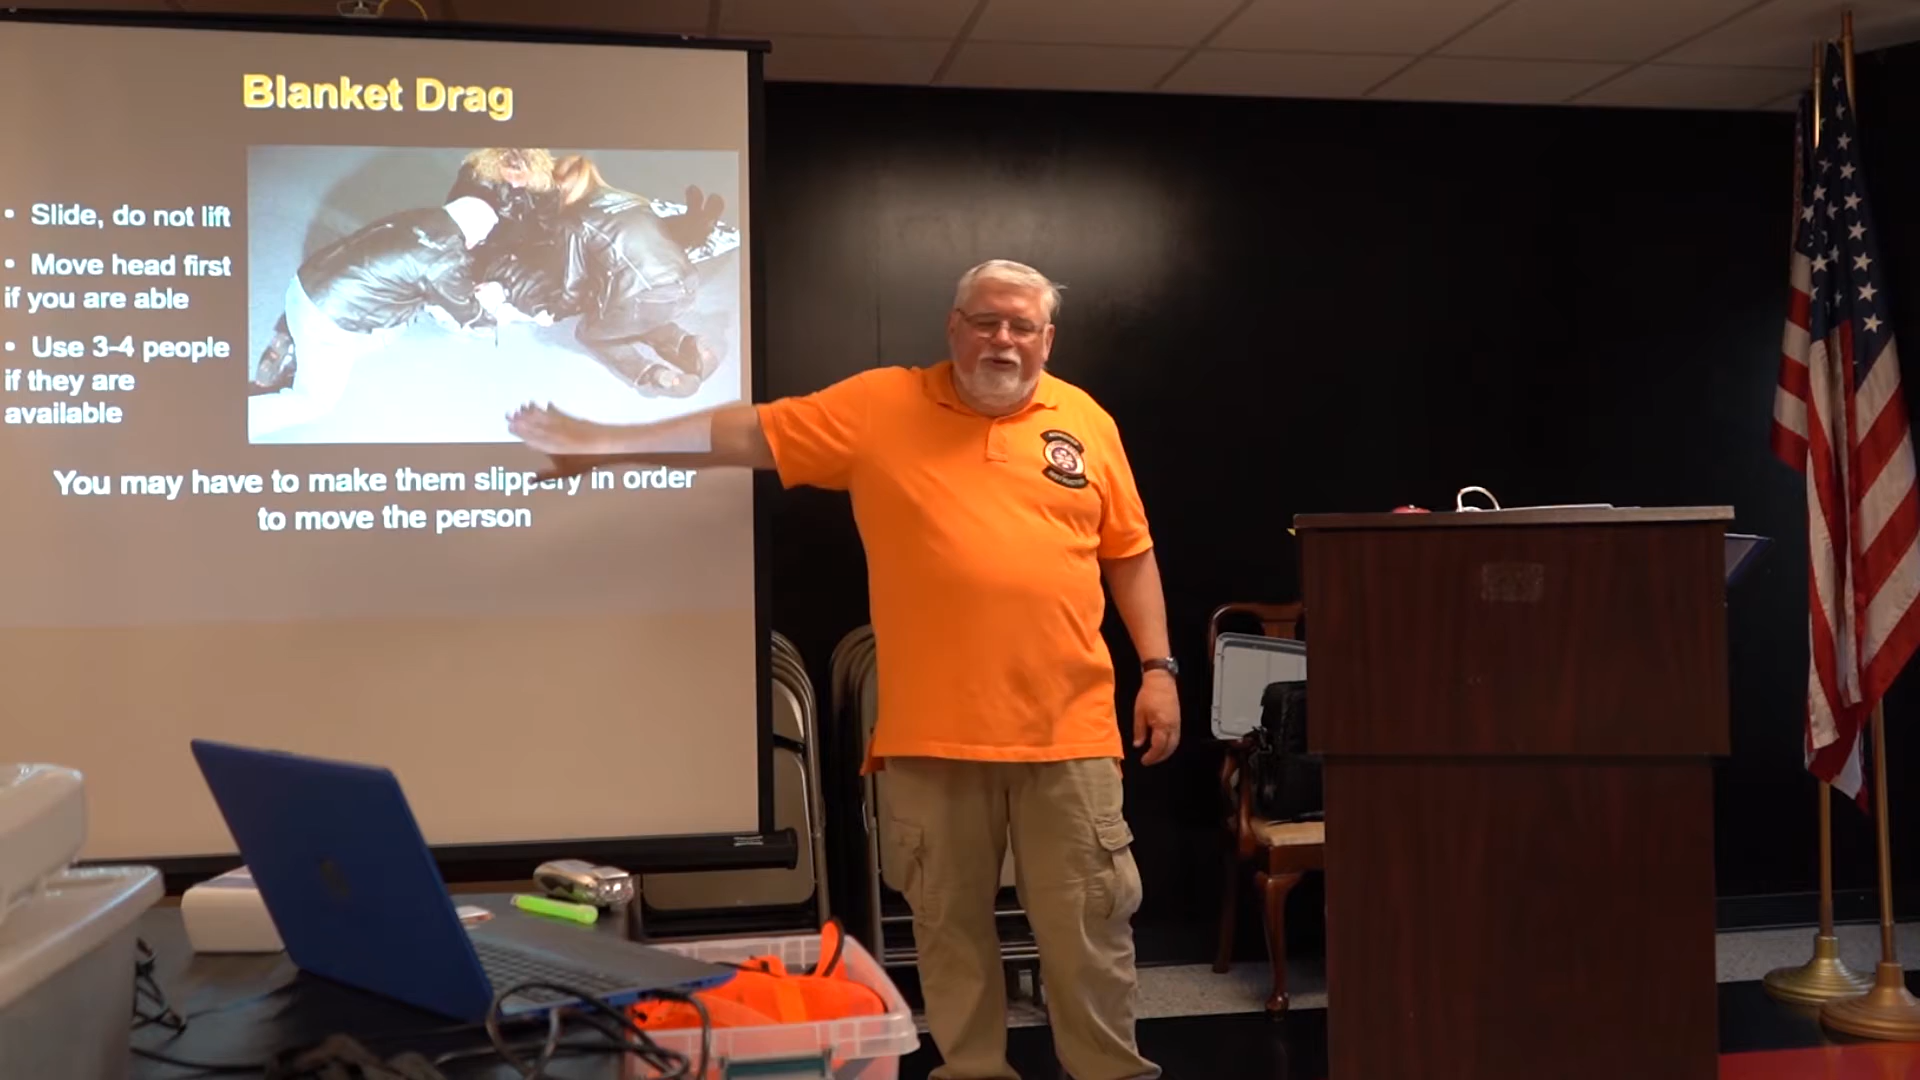 Blanket Drag
• Slide, do not lift
• Move head first
if you are able
• Use 3-4 people
if they are
available
You may have to make them slippery in order
to move the person